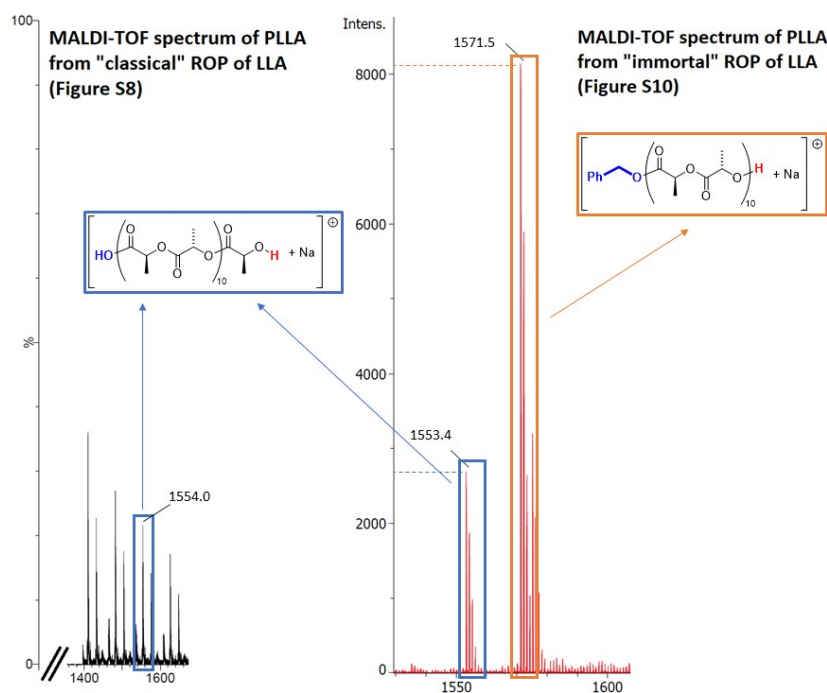 MALDI-TOF spectrum of PLLA
from "classical" ROP of LLA
(Figure S8)
100
%
0
1400
1600
1554.0
HO
O
O
O
O
O
O
O
H
+ Na
10
⊕
Intens.
8000
6000
4000
2000
0
1550
1600
1571.5
1553.4
MALDI-TOF spectrum of PLLA
from "immortal" ROP of LLA
(Figure S10)
Ph
O
O
O
O
O
H
+ Na
10
⊕